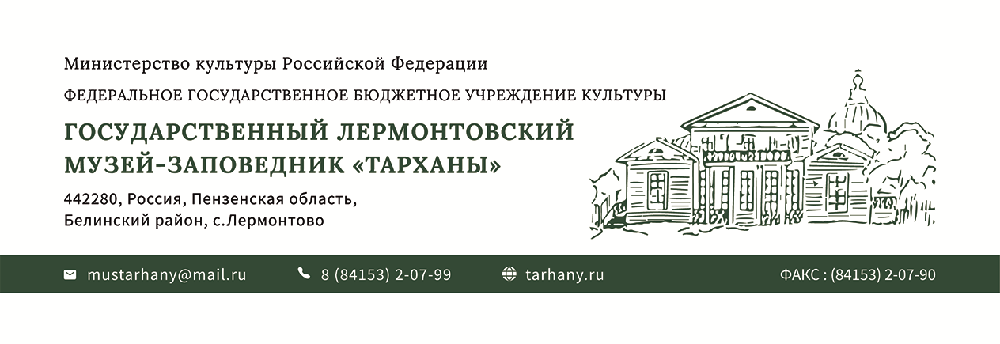 Министерство культуры Российской Федерации
ФЕДЕРАЛЬНОЕ ГОСУДАРСТВЕННОЕ БЮДЖЕТНОЕ УЧРЕЖДЕНИЕ КУЛЬТУРЫ
ГОСУДАРСТВЕННЫЙ ЛЕРМОНТОВСКИЙ
МУЗЕЙ-ЗАПОВЕДНИК «ТАРХАНЫ»
442280, Россия, Пензенская область,
Белинский район, с.Лермонтово
mustarhany@mail.ru 8 (84153) 2-07-99 tarhany.ru ФАКС : (84153) 2-07-90